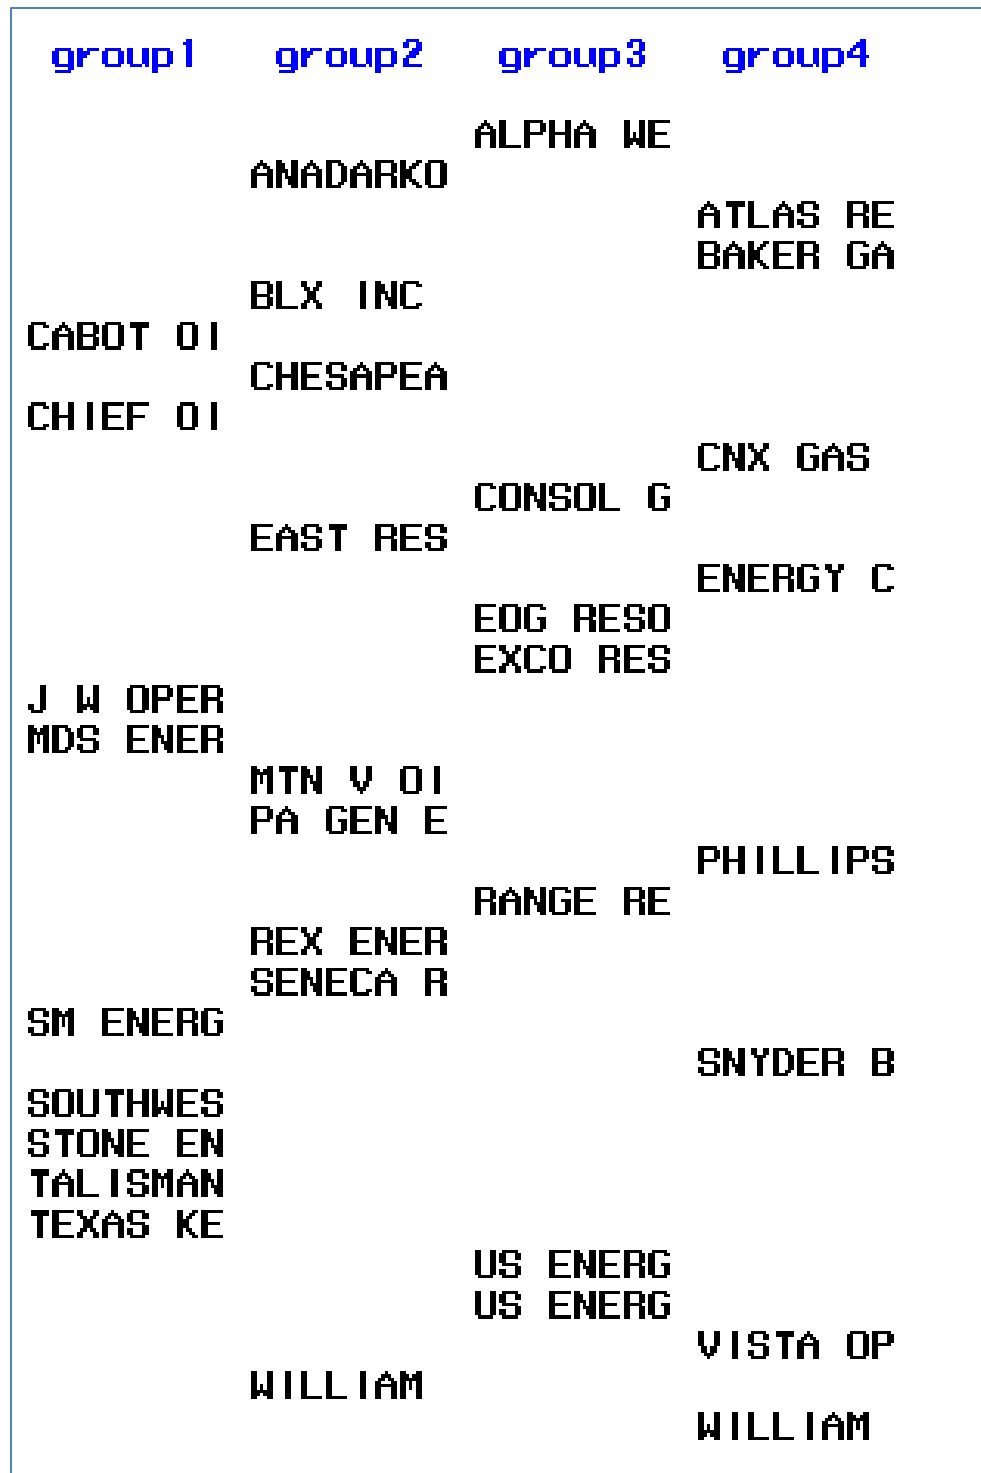 group1 group2 group3 group4
ALPHA WE
ANADARKO
ATLAS RE
BAKER GA
BLX INC
CABOT OI
CHESAPEA
CHIEF OI
CNX GAS
CONSOL G
EAST RES
ENERGY C
EOG RESO
EXCO RES
J W OPER
MDS ENER
MTN V OI
PA GEN E
PHILLIPS
RANGE RE
REX ENER
SENECA R
SM ENERG
SNYDER B
SOUTHWES
STONE EN
TALISMAN
TEXAS KE
US ENERG
US ENERG
VISTA OP
WILLIAM
WILLIAM